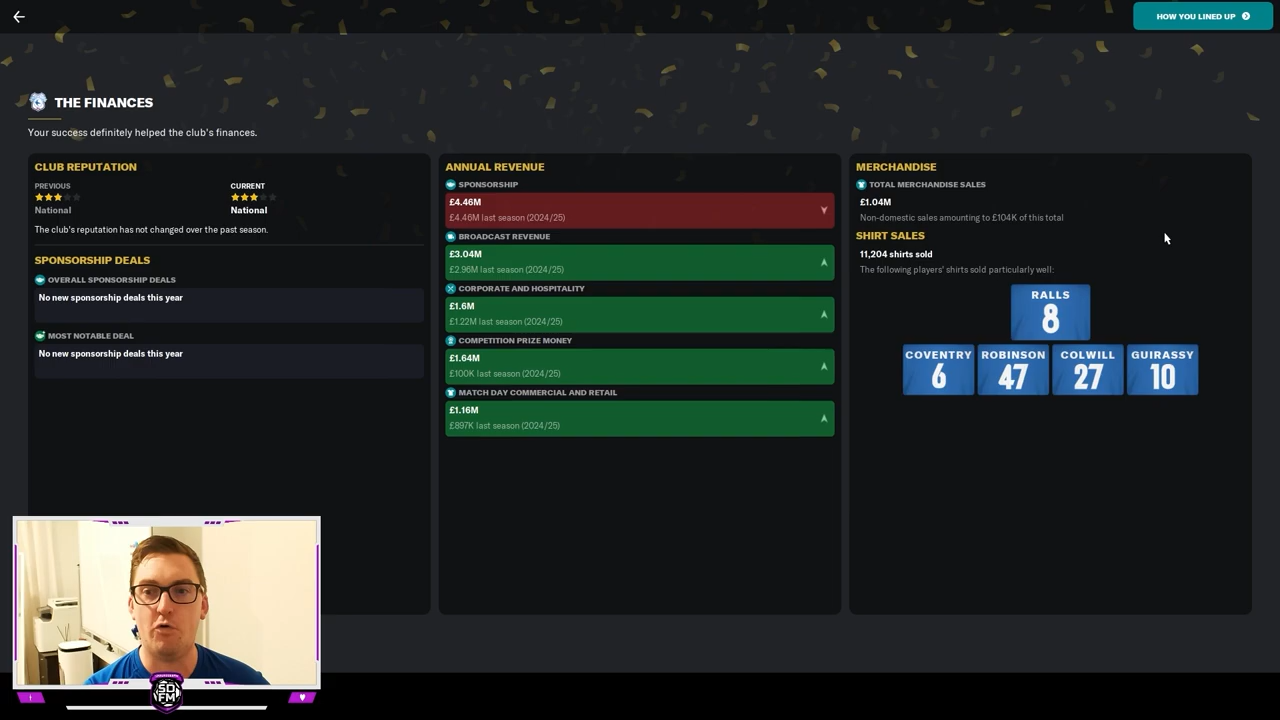 HOW YOU LINED UP
THE FINANCES
Your success definitely helped the club's finances.
CLUB REPUTATION
PREVIOUS
CURRENT
National
National
The club's reputation has not changed over the past season.
SPONSORSHIP DEALS
OVERALL SPONSORSHIP DEALS
No new sponsorship deals this year
MOST NOTABLE DEAL
No new sponsorship deals this year
ANNUAL REVENUE
SPONSORSHIP
£4.46M
£4.46M last season (2024/25)
BROADCAST REVENUE
£3.04M
£2.96M last season (2024/25)
CORPORATE AND HOSPITALITY
£1.6M
£1.22M last season (2024/25)
COMPETITION PRIZE MONEY
£1.64M
£100K last season (2024/25)
MATCH DAY COMMERCIAL AND RETAIL
£1.16M
£897K last season (2024/25)
MERCHANDISE
TOTAL MERCHANDISE SALES
£1.04M
Non-domestic sales amounting to £104K of this total
SHIRT SALES
11,204 shirts sold
The following players' shirts sold particularly well:
RALLS
8
COVENTRY ROBINSON COLWILL GUIRASSY
6 47 27 10
SD
FM